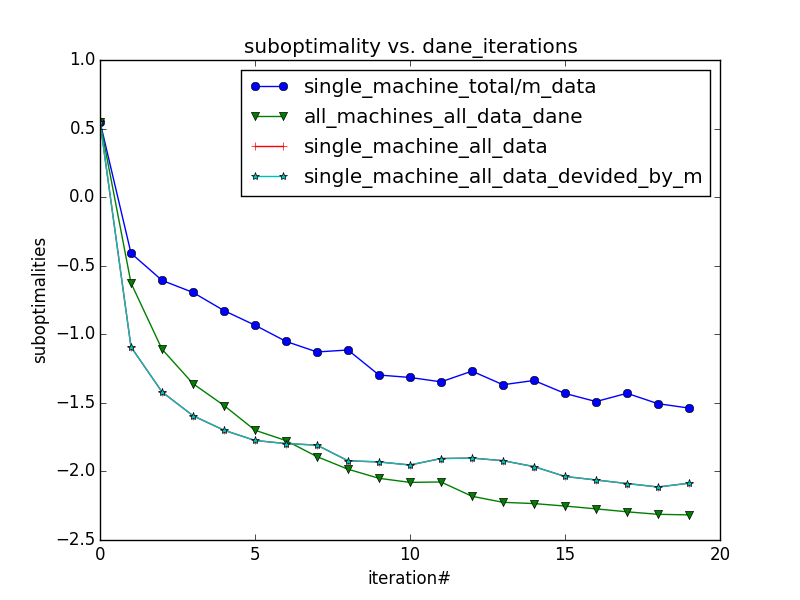 suboptimality vs. dane_iterations
1.0
0.5
0.0
−0.5
−1.0
−1.5
−2.0
−2.5
suboptimalities
single_machine_total/m_data
all_machines_all_data_dane
single_machine_all_data
single_machine_all_data_devided_by_m
0 5 10 15 20
iteration#